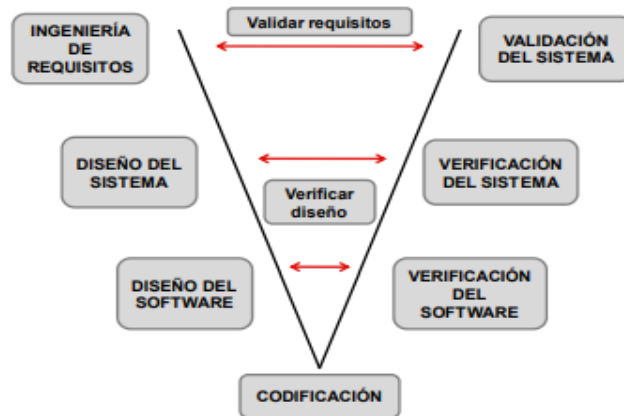 INGENIERÍA
DE
REQUISITOS
Validar requisitos
VALIDACIÓN
DEL SISTEMA
DISEÑO DEL
SISTEMA
Verificar
diseño
VERIFICACIÓN
DEL SISTEMA
DISEÑO DEL
SOFTWARE
VERIFICACIÓN
DEL
SOFTWARE
CODIFICACIÓN